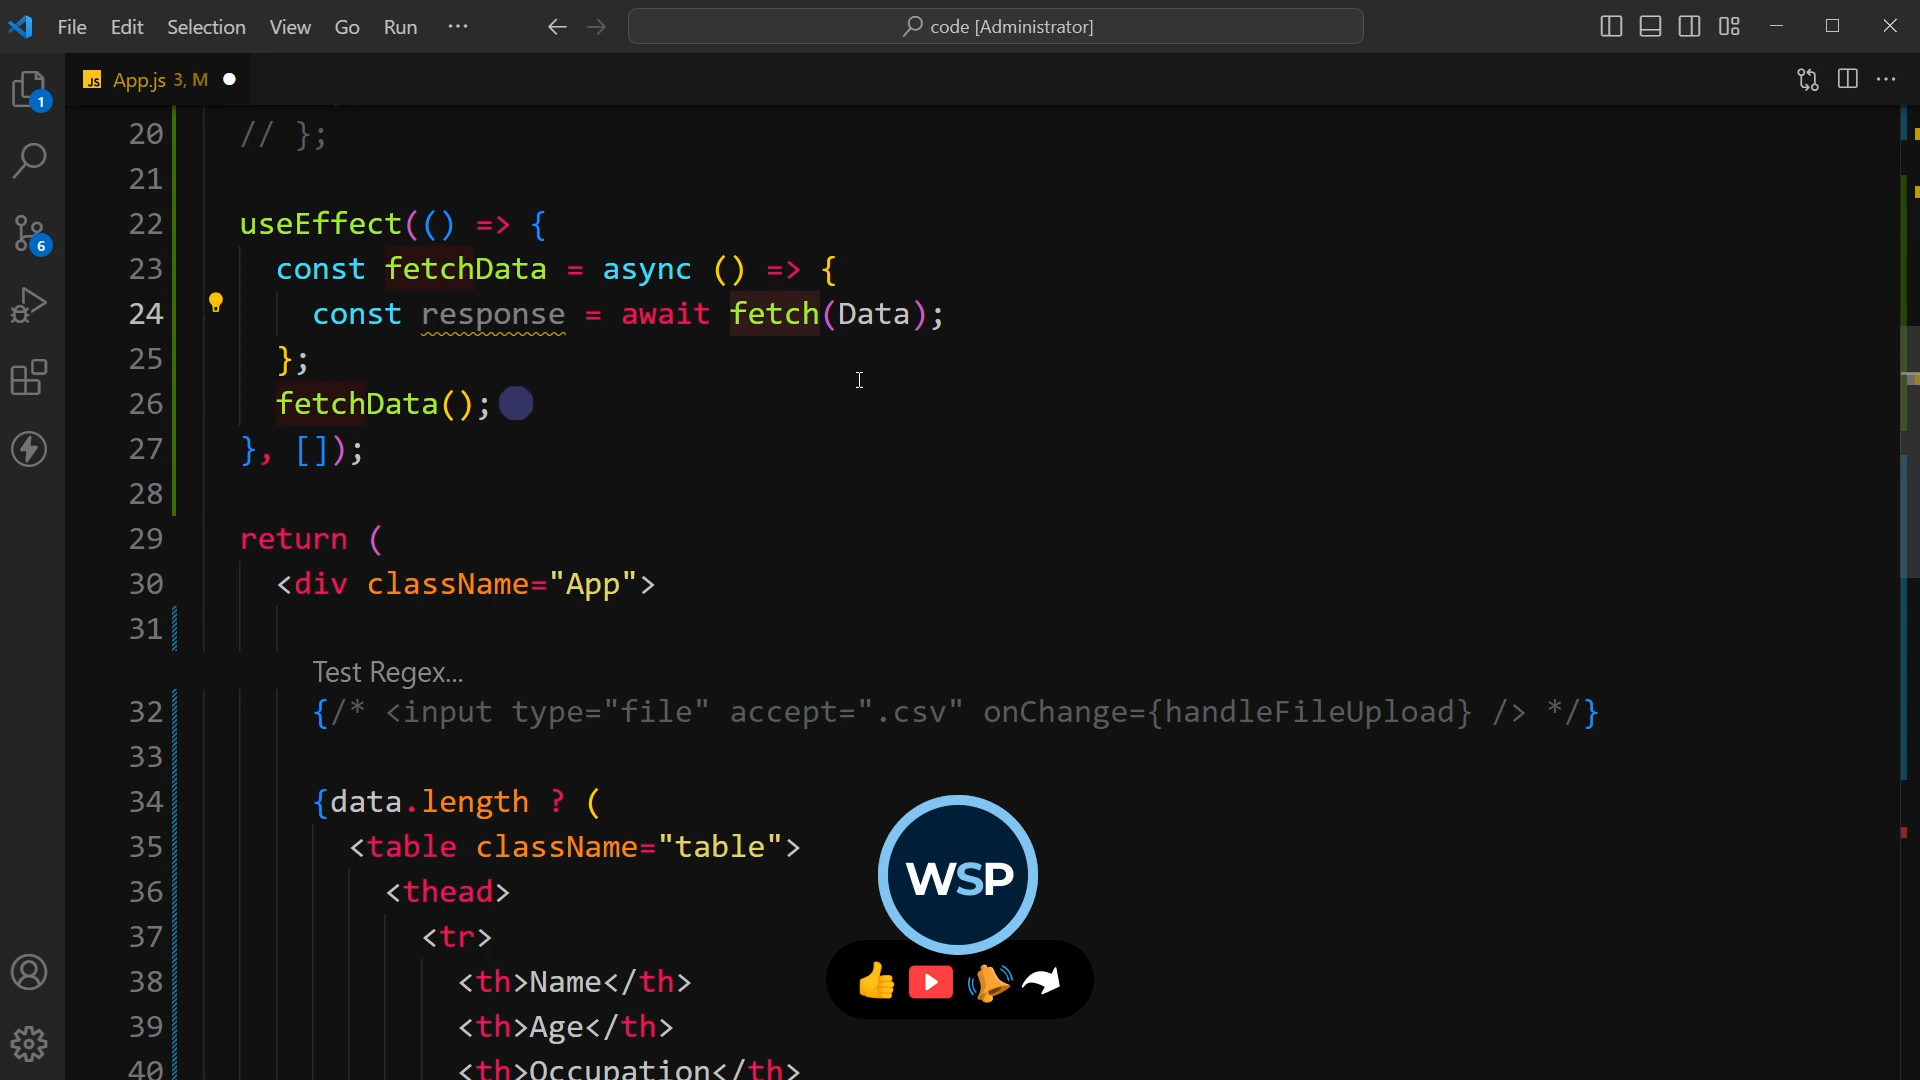 File Edit Selection View Go Run ··· code [Administrator]
JS App.js 3, M
1
6
20 // };
21
22 useEffect(() => {
23 const fetchData = async () => {
24 const response = await fetch(Data);
25 };
26 fetchData();
27 }, []);
28
29 return (
30 <div className="App">
31
Test Regex...
32 {/* <input type="file" accept=".csv" onChange={handleFileUpload} /> */}
33
34 {data.length ? (
35 <table className="table">
36 <thead>
37 <tr>
38 <th>Name</th>
39 <th>Age</th>
40 <th>Occupation</th>
WSP